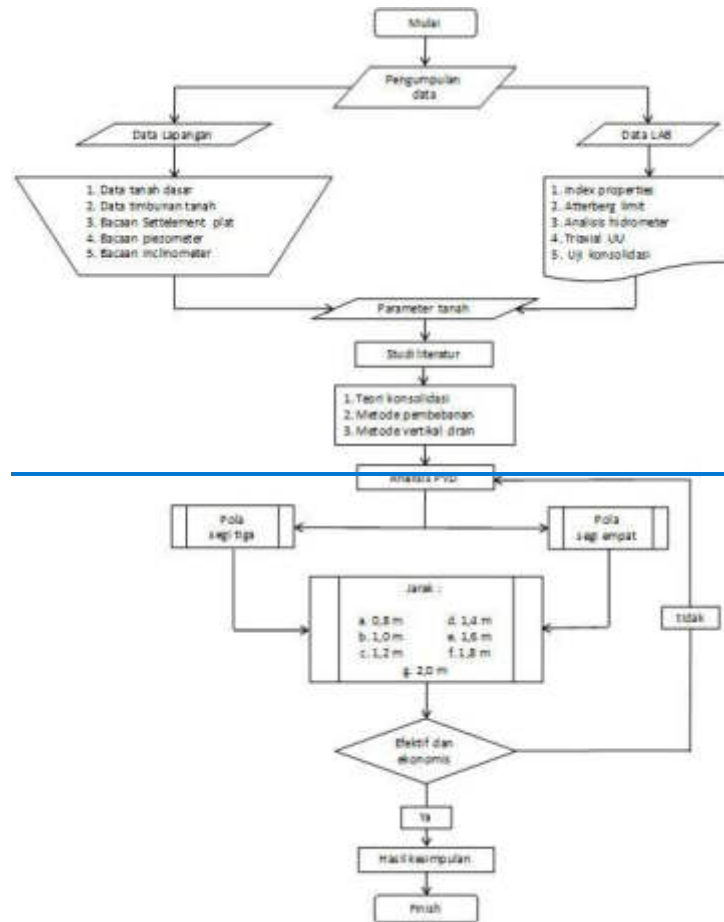 Mulai
Pengumpulan
data
Data Lapangan
Data LAB
1. Data tanah dasar
2. Data timbunan tanah
3. Bacaan Settelement plat
4. Bacaan piezometer
5. Bacaan inclinometer
1. Index properties
2. Atterberg limit
3. Analisis hidrometer
4. Triaxial UU
5. Uji konsolidasi
Parameter tanah
Studi literatur
1. Teori konsolidasi
2. Metode pembebanan
3. Metode vertikal drain
Analisis PVD
Pola
segi tiga
Pola
segi empat
Jarak :
a. 0,8 m
d. 1,4 m
b. 1,0 m
e. 1,6 m
c. 1,2 m
f. 1,8 m
g. 2,0 m
tidak
Efektif dan
ekonomis
Ya
Hasil kesimpulan
Finish